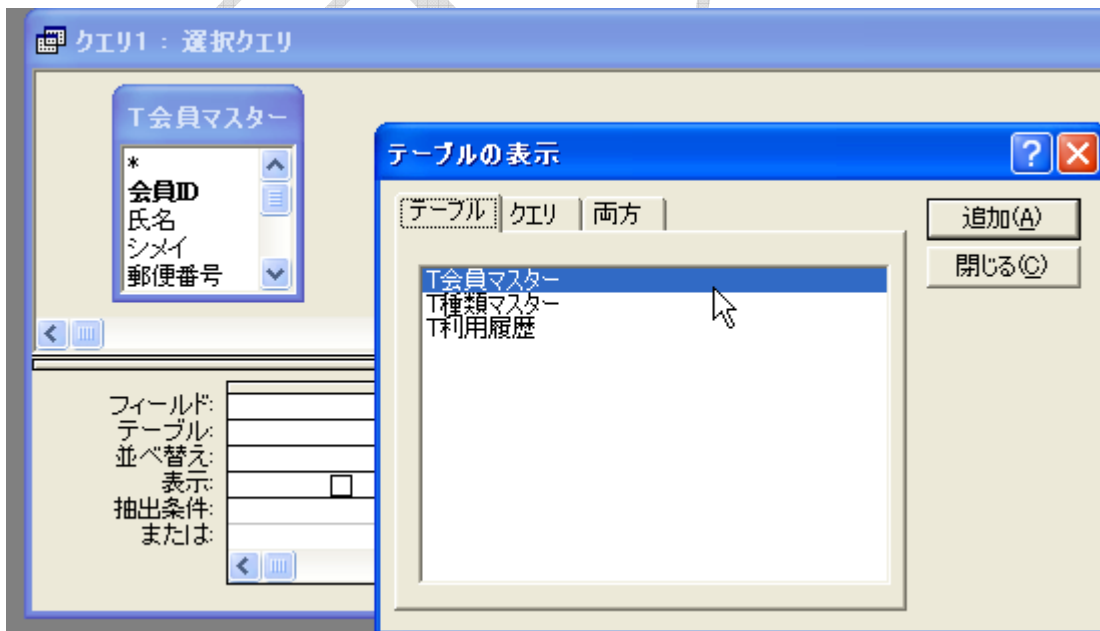 クエリ1 : 選択クエリ
T会員マスター
*
会員ID
氏名
シメイ
郵便番号
テーブルの表示
テーブル クエリ 両方
追加(A)
閉じる(C)
T会員マスター
T種類マスター
T利用履歴
フィールド:
テーブル:
並べ替え:
表示:
抽出条件:
または: